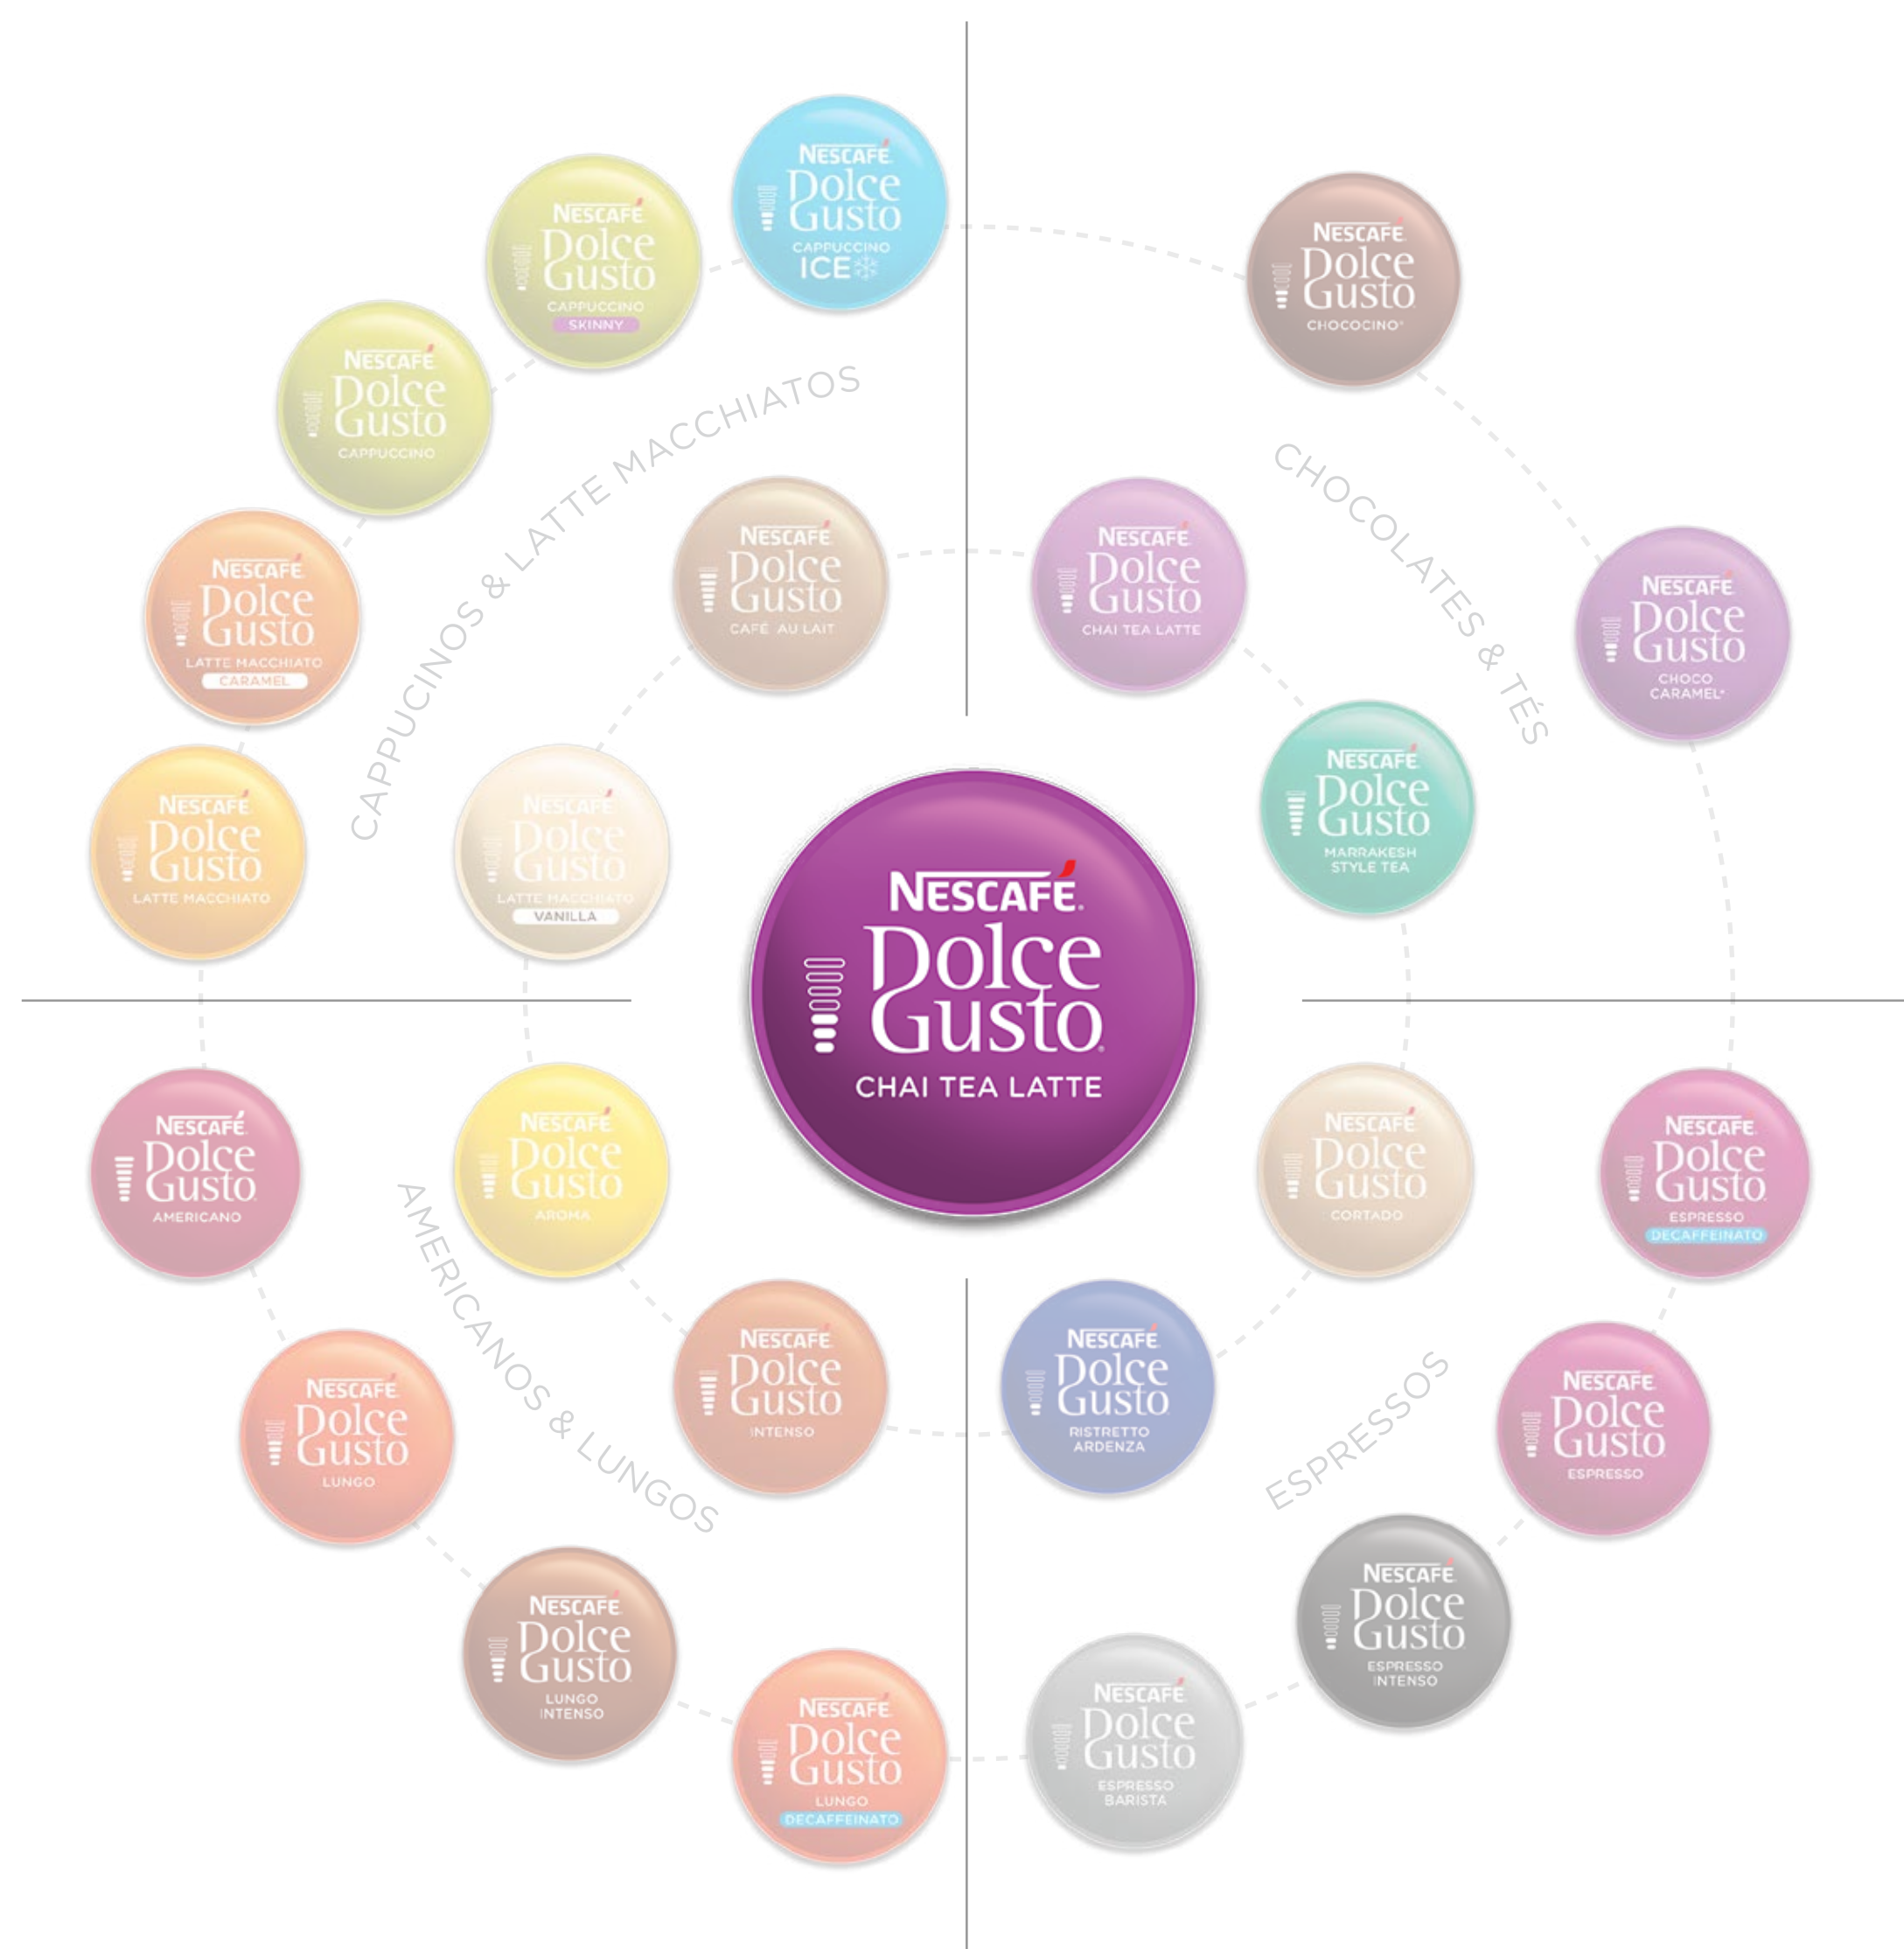 NESCAFÉ
Dolce
Gusto
CAPPUCCINO
ICE
NESCAFÉ
Dolce
Gusto
CAPPUCCINO
SKINNY
NESCAFÉ
Dolce
Gusto
CAPPUCCINO
NESCAFÉ
Dolce
Gusto
LATTE MACCHIATO
CARAMEL
NESCAFÉ
Dolce
Gusto
LATTE MACCHIATO
CAPPUCINOS & LATTE MACCHIATOS
NESCAFÉ
Dolce
Gusto
CAFÉ AU LAIT
NESCAFÉ
Dolce
Gusto
LATTE MACCHIATO
VANILLA
NESCAFÉ
Dolce
Gusto
CHOCOCINO®
CHOCOLATES & TÉS
NESCAFÉ
Dolce
Gusto
CHAI TEA LATTE
NESCAFÉ
Dolce
Gusto
CHOCO
CARAMEL®
NESCAFÉ
Dolce
Gusto
MARRAKESH
STYLE TEA
NESCAFÉ®
Dolce
Gusto®
CHAI TEA LATTE
NESCAFÉ
Dolce
Gusto
AMERICANO
NESCAFÉ
Dolce
Gusto
AROMA
AMERICANOS & LUNGOS
NESCAFÉ
Dolce
Gusto
INTENSO
NESCAFÉ
Dolce
Gusto
LUNGO
NESCAFÉ
Dolce
Gusto
LUNGO
INTENSO
NESCAFÉ
Dolce
Gusto
LUNGO
DECAFFEINATO
NESCAFÉ
Dolce
Gusto
CORTADO
NESCAFÉ
Dolce
Gusto
ESPRESSO
DECAFFEINATO
NESCAFÉ
Dolce
Gusto
RISTRETTO
ARDENZA
ESPRESSOS
NESCAFÉ
Dolce
Gusto
ESPRESSO
NESCAFÉ
Dolce
Gusto
ESPRESSO
INTENSO
NESCAFÉ
Dolce
Gusto
ESPRESSO
BARISTA